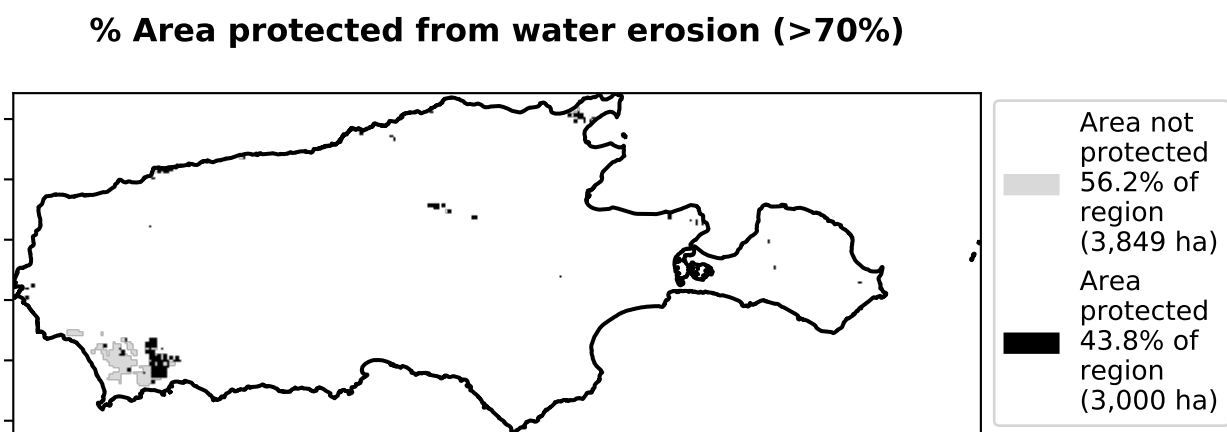 % Area protected from water erosion (>70%)
Area not
protected
56.2% of
region
(3,849 ha)
Area
protected
43.8% of
region
(3,000 ha)